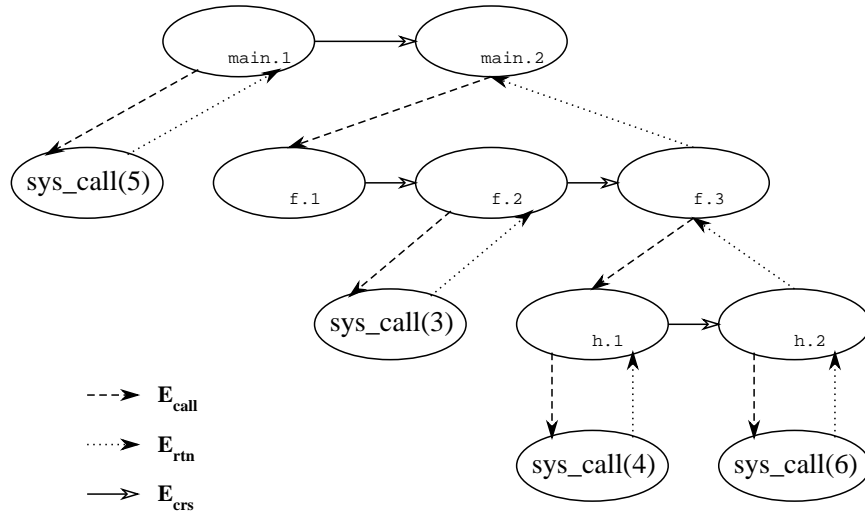 main.1
main.2
sys_call(5)
f.1
f.2
f.3
sys_call(3)
h.1
h.2
sys_call(4)
sys_call(6)
E_call
E_rtn
E_crs